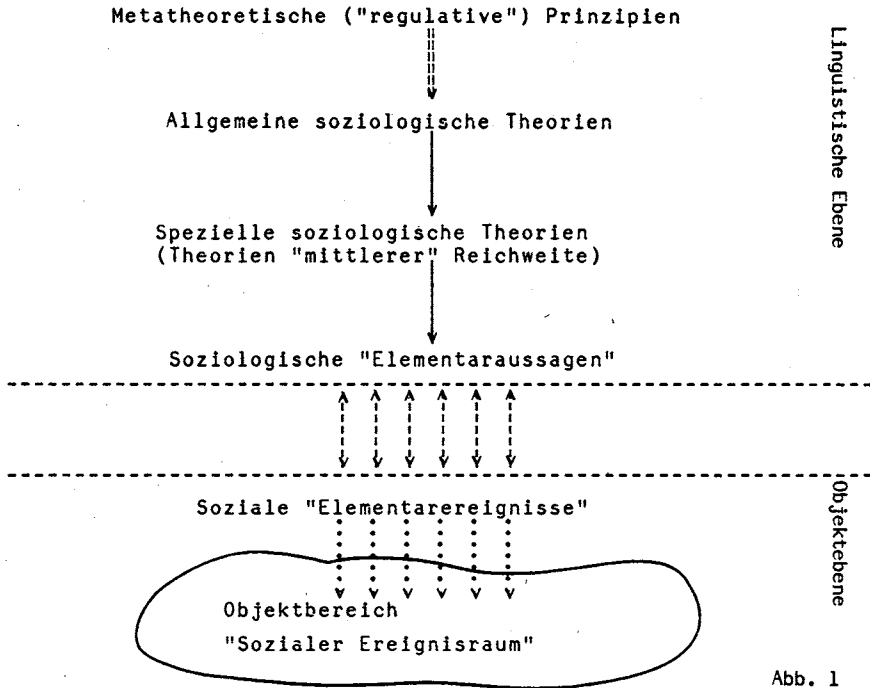 Metatheoretische ("regulative") Prinzipien
Linguistische Ebene
Allgemeine soziologische Theorien
Spezielle soziologische Theorien
(Theorien "mittlerer" Reichweite)
Soziologische "Elementaraussagen"
Objektebene
Soziale "Elementarereignisse"
Objektbereich
"Sozialer Ereignisraum"
Abb. 1